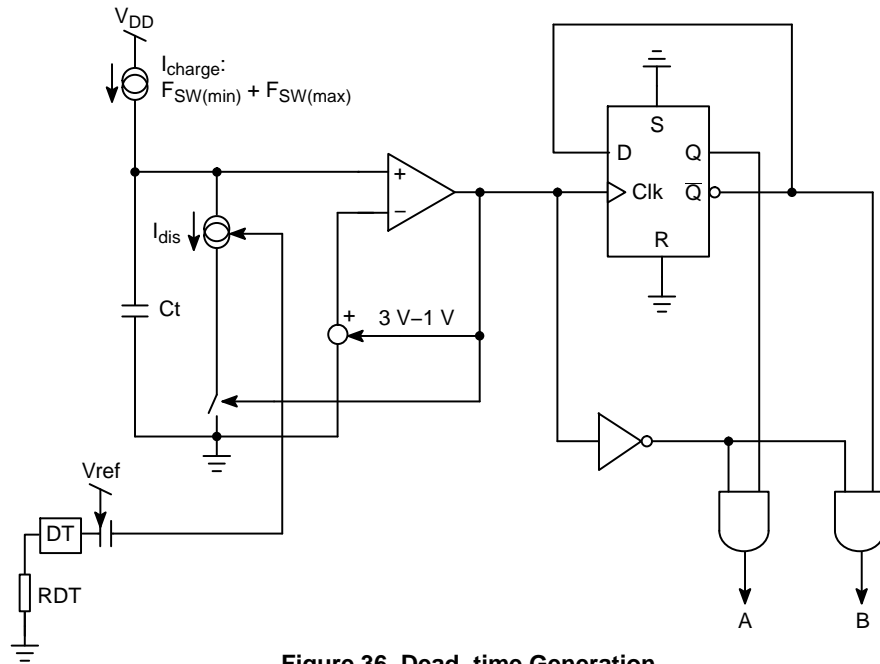 VDD
Icharge:
FSW(min) + FSW(max)
S
D
Q
+
Clk
Q
−
Idis
R
Ct
+
3 V−1 V
Vref
DT
RDT
A
B
Figure 36. Dead−time Generation